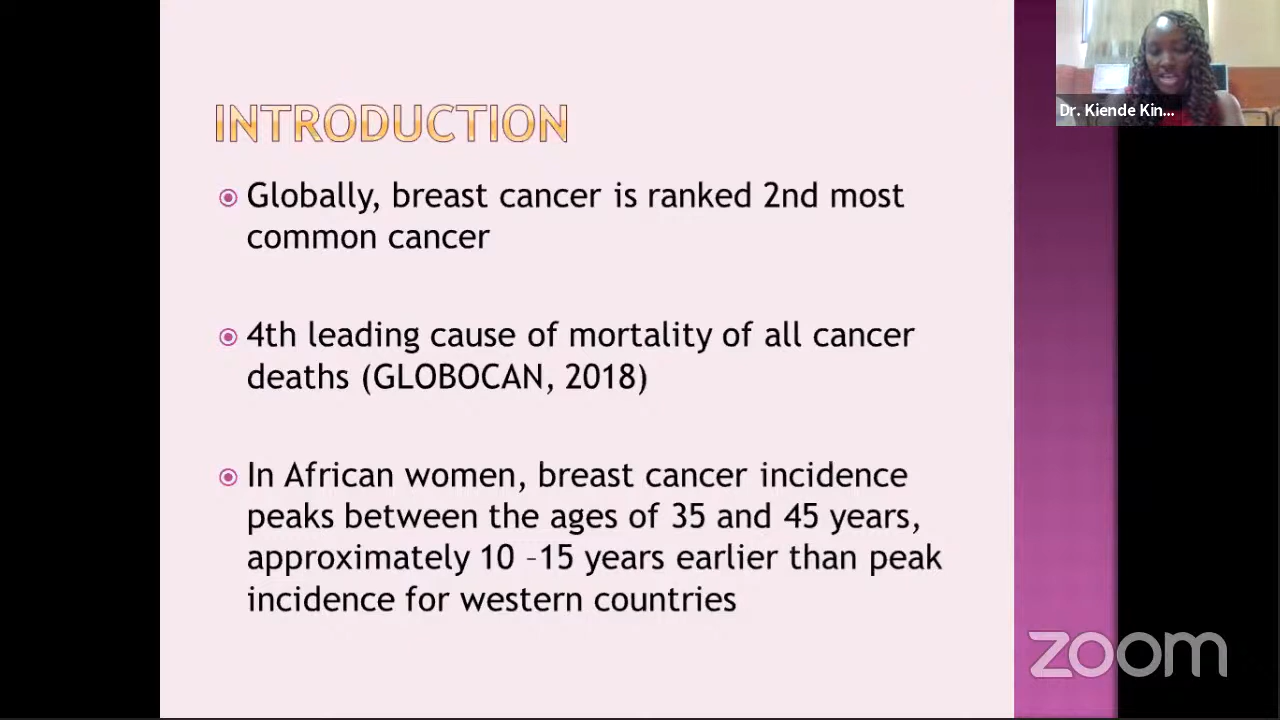 INTRODUCTION
Globally, breast cancer is ranked 2nd most
common cancer
4th leading cause of mortality of all cancer
deaths (GLOBOCAN, 2018)
In African women, breast cancer incidence
peaks between the ages of 35 and 45 years,
approximately 10 –15 years earlier than peak
incidence for western countries
Dr. Kiende Kin...
zoom